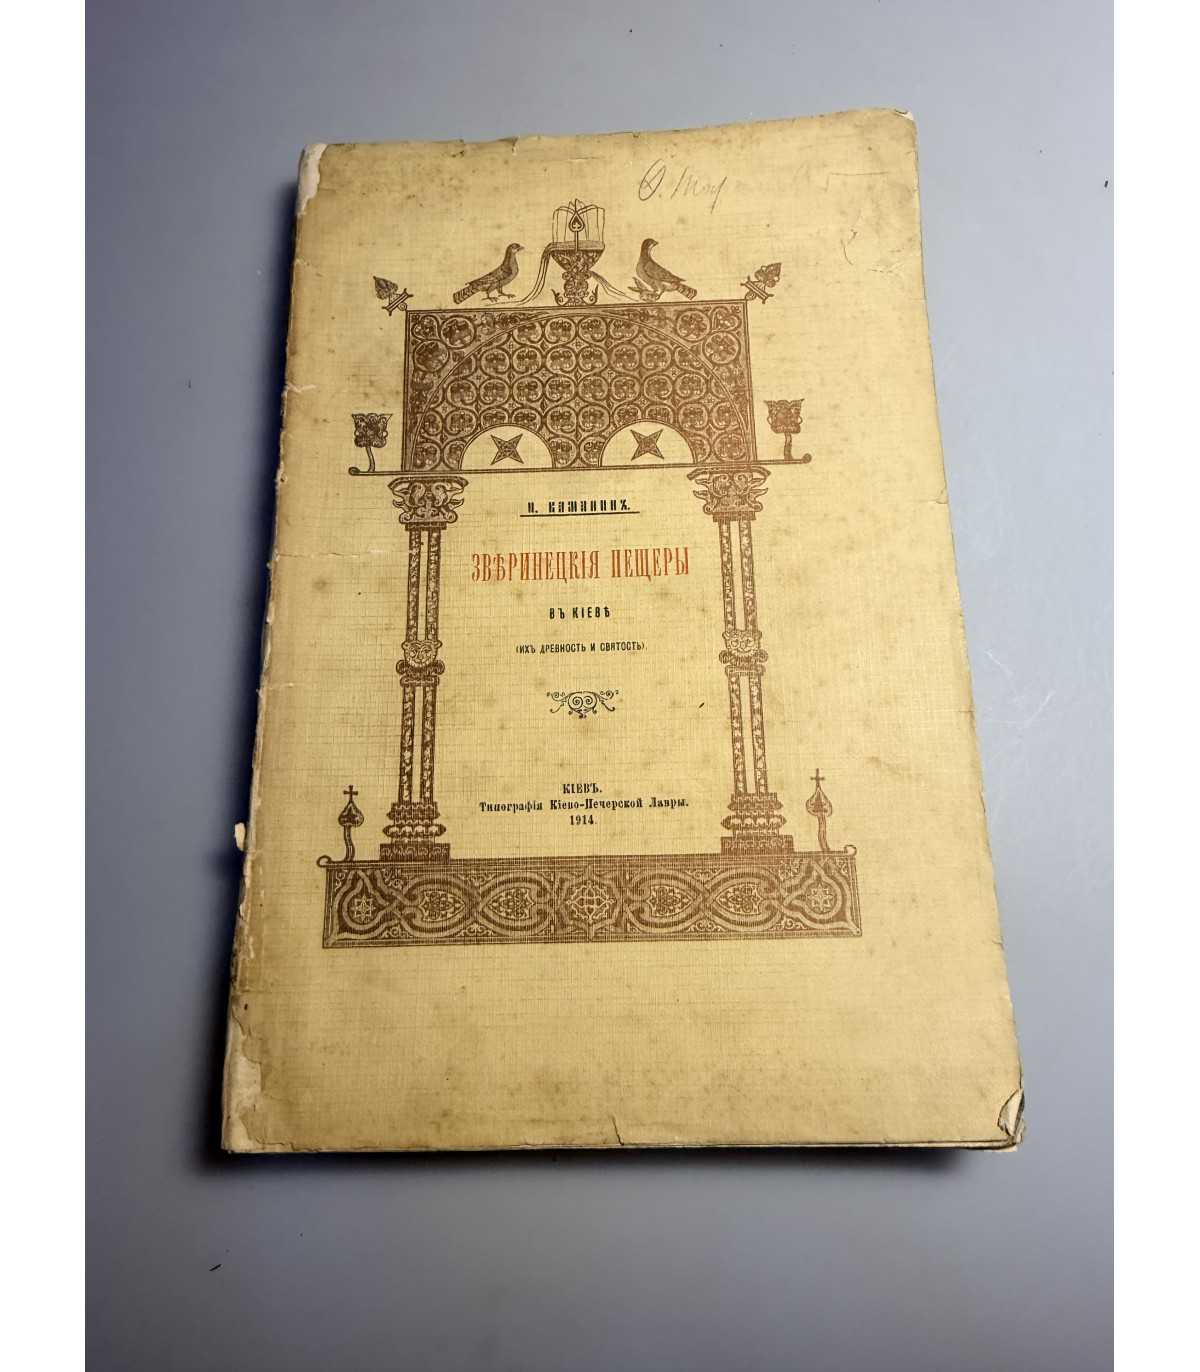 И. Каманинъ.
ЗВѢРИНЕЦКІЯ ПЕЩЕРЫ
ВЪ КІЕВѢ
(ИХЪ ДРЕВНОСТЬ И СВЯТОСТЬ).
КІЕВЪ.
Типографія Кіево-Печерской Лавры.
1914.